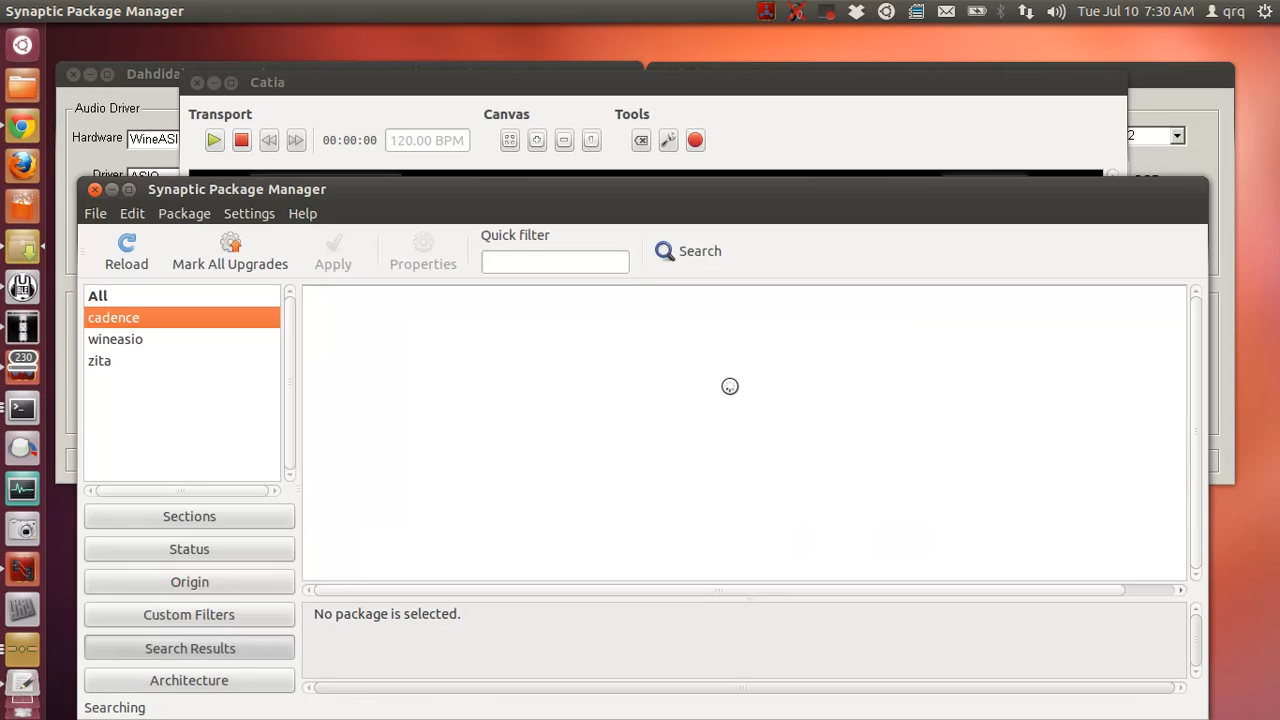 Synaptic Package Manager
Tue Jul 10 7:30 AM
qrq
Dahdida
Catia
Audio Driver
Hardware
WineASI
Driver
ASIO
Transport
Canvas
Tools
00:00:00
120.00 BPM
2
Synaptic Package Manager
File Edit Package Settings Help
Reload
Mark All Upgrades
Apply
Properties
Quick filter
Search
All
cadence
wineasio
zita
230
Sections
Status
Origin
Custom Filters
Search Results
Architecture
No package is selected.
Searching